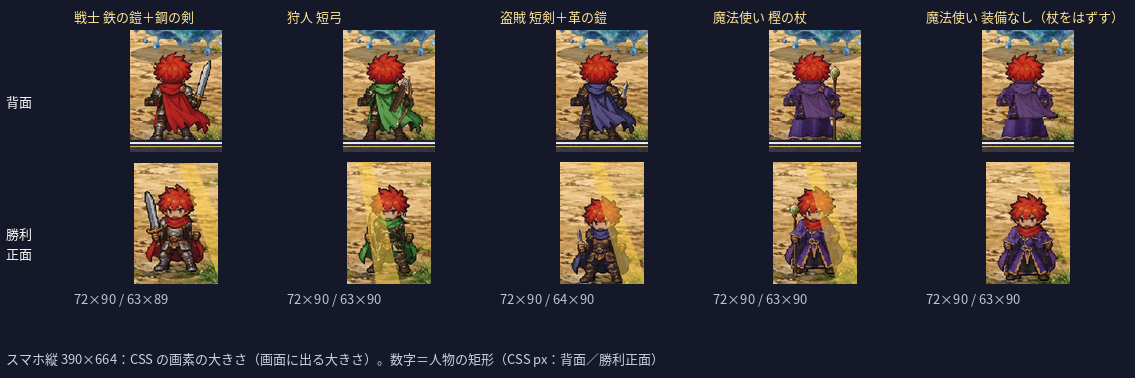 戦士 鉄の鎧＋鋼の剣
狩人 短弓
盗賊 短剣＋革の鎧
魔法使い 樫の杖
魔法使い 装備なし（杖をはずす）
背面
勝利
正面
72×90 / 63×89
72×90 / 63×90
72×90 / 64×90
72×90 / 63×90
72×90 / 63×90
スマホ縦 390×664：CSS の画素の大きさ（画面に出る大きさ）。数字＝人物の矩形（CSS px：背面／勝利正面）